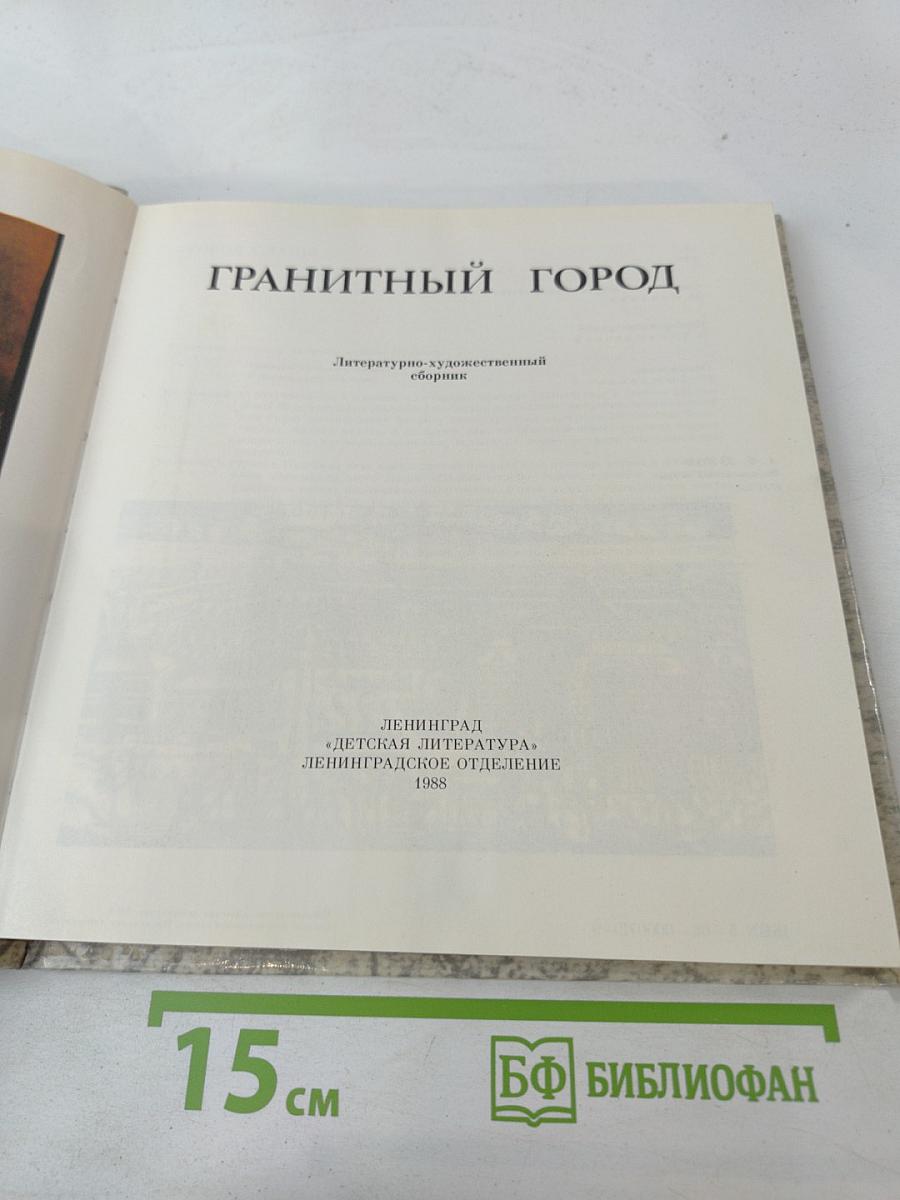 ГРАНИТНЫЙ ГОРОД
Литературно-художественный
сборник
ЛЕНИНГРАД
«ДЕТСКАЯ ЛИТЕРАТУРА»
ЛЕНИНГРАДСКОЕ ОТДЕЛЕНИЕ
1988
15 см
БФ БИБЛИОФАН